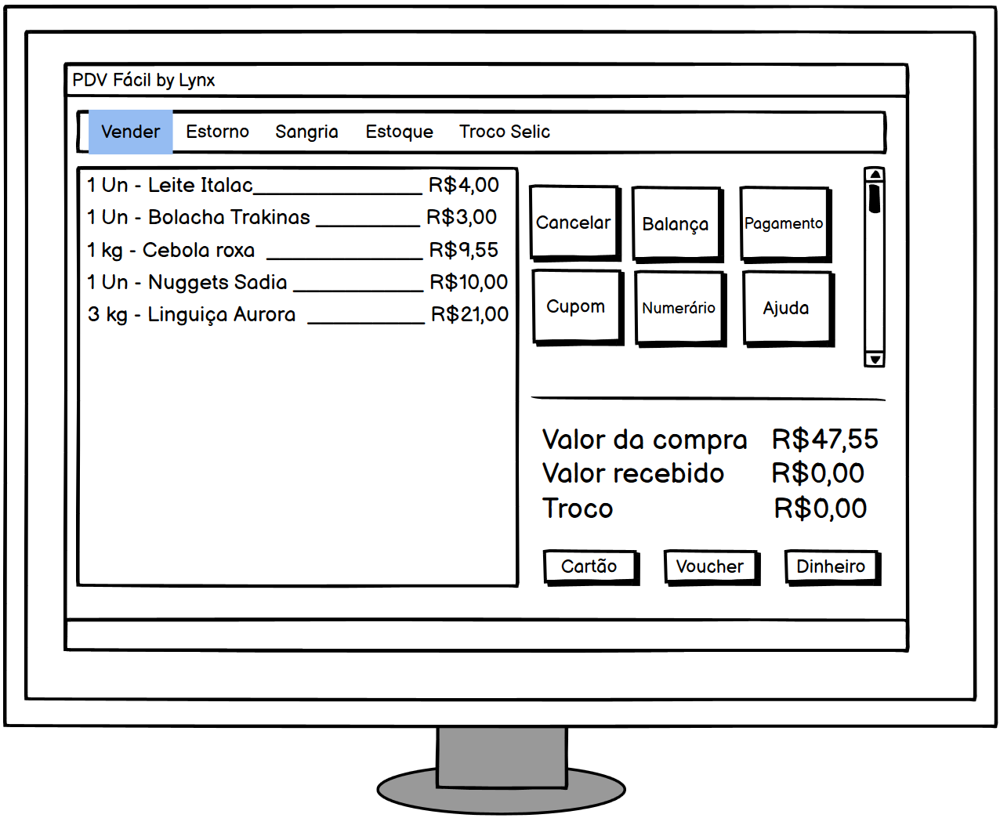 PDV Fácil by Lynx
Vender Estorno Sangria Estoque Troco Selic
1 Un - Leite Italac________________ R$4,00
1 Un - Bolacha Trakinas __________ R$3,00
1 kg - Cebola roxa _______________ R$9,55
1 Un - Nuggets Sadia ____________ R$10,00
3 kg - Linguiça Aurora ___________ R$21,00
Cancelar Balança Pagamento
Cupom Numerário Ajuda
Valor da compra R$47,55
Valor recebido R$0,00
Troco R$0,00
Cartão Voucher Dinheiro